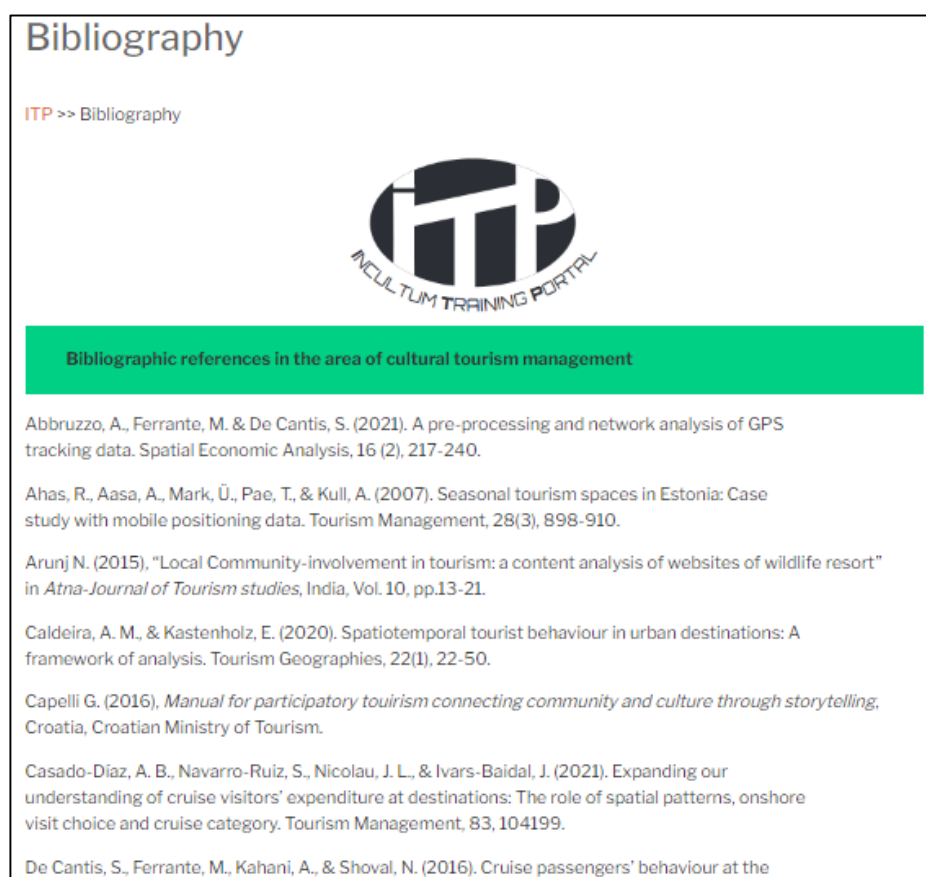 Bibliography
ITP >> Bibliography
iTP
INCULTUM TRAINING PORTAL
Bibliographic references in the area of cultural tourism management
Abbruzzo, A., Ferrante, M. & De Cantis, S. (2021). A pre-processing and network analysis of GPS
tracking data. Spatial Economic Analysis, 16 (2), 217-240.
Ahas, R., Aasa, A., Mark, Ü., Pae, T., & Kull, A. (2007). Seasonal tourism spaces in Estonia: Case
study with mobile positioning data. Tourism Management, 28(3), 898-910.
Arunj N. (2015), “Local Community-involvement in tourism: a content analysis of websites of wildlife resort”
in Atna-Journal of Tourism studies, India, Vol. 10, pp.13-21.
Caldeira, A. M., & Kastenholz, E. (2020). Spatiotemporal tourist behaviour in urban destinations: A
framework of analysis. Tourism Geographies, 22(1), 22-50.
Capelli G. (2016), Manual for participatory touirism connecting community and culture through storytelling,
Croatia, Croatian Ministry of Tourism.
Casado-Díaz, A. B., Navarro-Ruiz, S., Nicolau, J. L., & Ivars-Baidal, J. (2021). Expanding our
understanding of cruise visitors’ expenditure at destinations: The role of spatial patterns, onshore
visit choice and cruise category. Tourism Management, 83, 104199.
De Cantis, S., Ferrante, M., Kahani, A., & Shoval, N. (2016). Cruise passengers’ behaviour at the